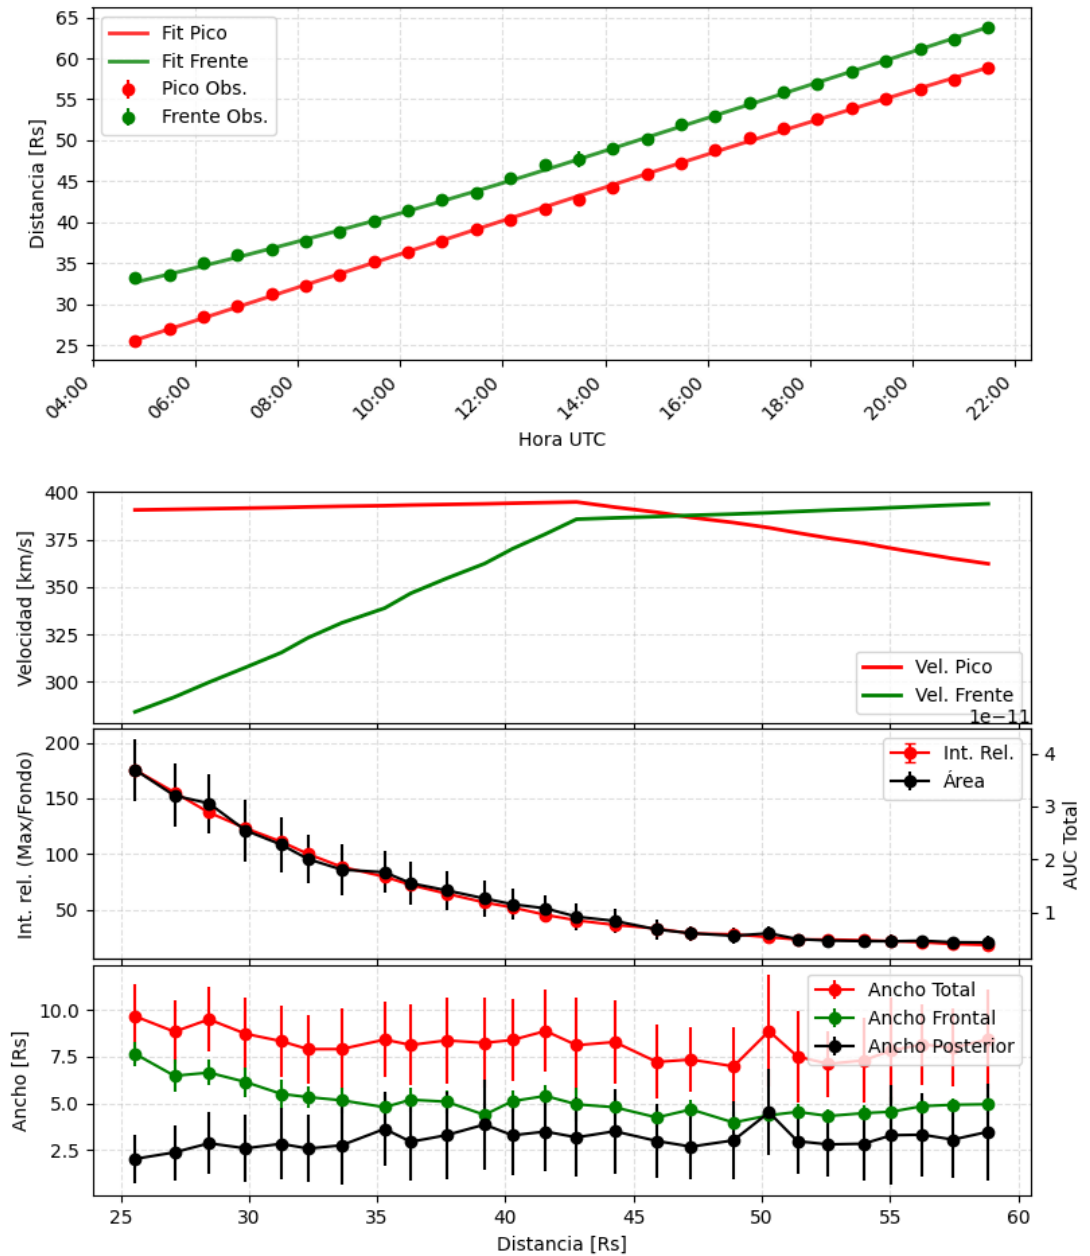 65
60
55
50
45
40
35
30
25
Distancia [Rs]
Fit Pico
Fit Frente
Pico Obs.
Frente Obs.
04:00
06:00
08:00
10:00
12:00
14:00
16:00
18:00
20:00
22:00
Hora UTC
400
375
350
325
300
Velocidad [km/s]
Vel. Pico
Vel. Frente
1e−11
200
150
100
50
Int. rel. (Max/Fondo)
Int. Rel.
Área
4
3
2
1
AUC Total
10.0
7.5
5.0
2.5
Ancho [Rs]
Ancho Total
Ancho Frontal
Ancho Posterior
25
30
35
40
45
50
55
60
Distancia [Rs]